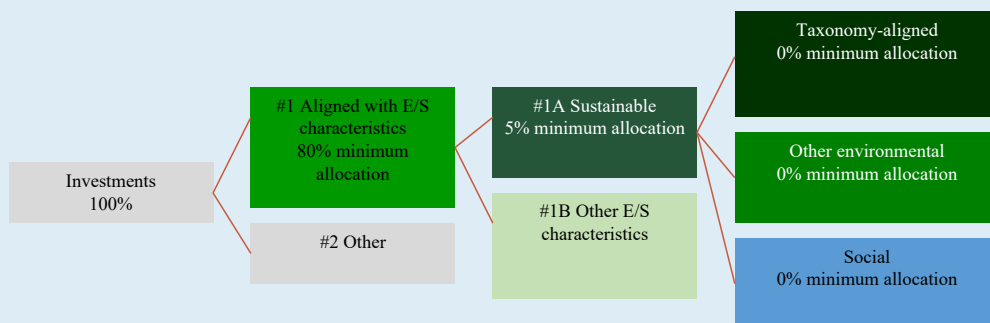 Investments
100%
#1 Aligned with E/S
characteristics
80% minimum
allocation
#2 Other
#1A Sustainable
5% minimum allocation
#1B Other E/S
characteristics
Taxonomy-aligned
0% minimum allocation
Other environmental
0% minimum allocation
Social
0% minimum allocation